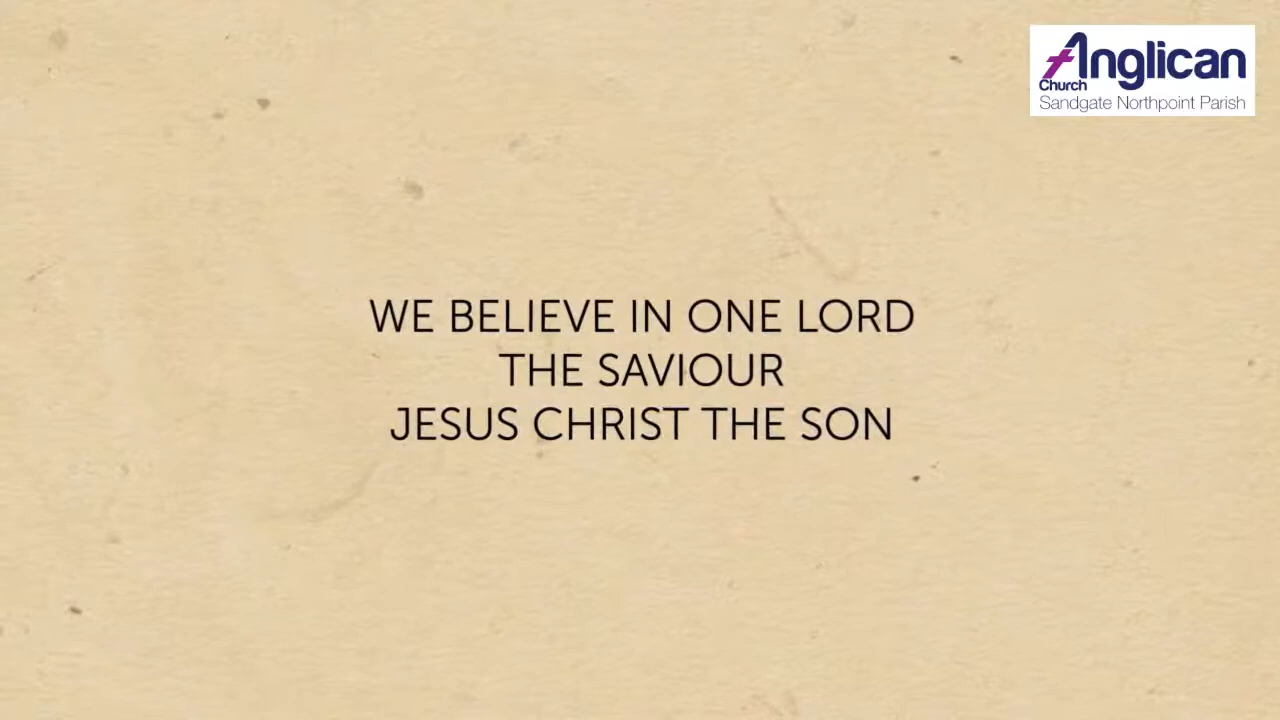 Anglican
Church
Sandgate Northpoint Parish
WE BELIEVE IN ONE LORD
THE SAVIOUR
JESUS CHRIST THE SON